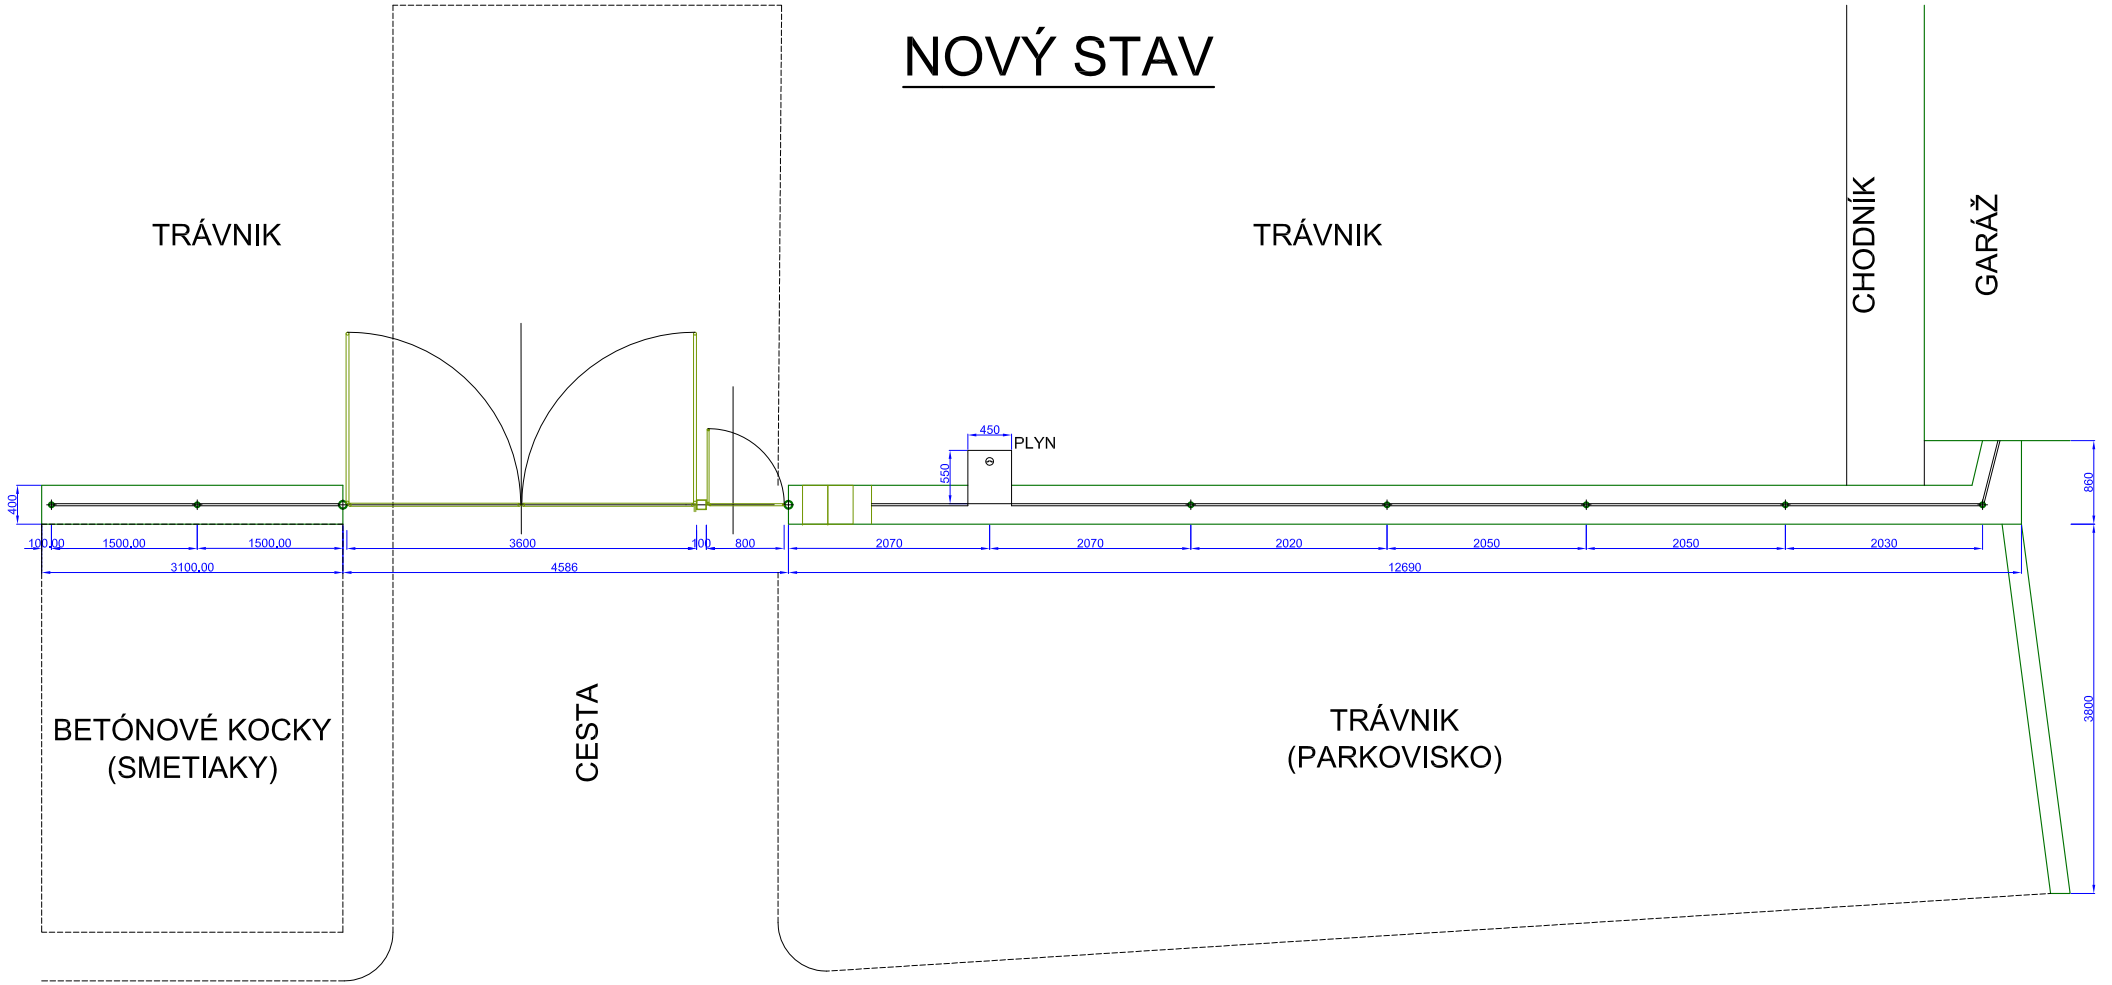 NOVÝ STAV
TRÁVNIK
TRÁVNIK
CHODNÍK
GARÁŽ
450
PLYN
550
860
400
100,00
1500,00
1500,00
3600
100
800
2070
2070
2020
2050
2050
2030
3100,00
4586
12690
3800
BETÓNOVÉ KOCKY
(SMETIAKY)
CESTA
TRÁVNIK
(PARKOVISKO)